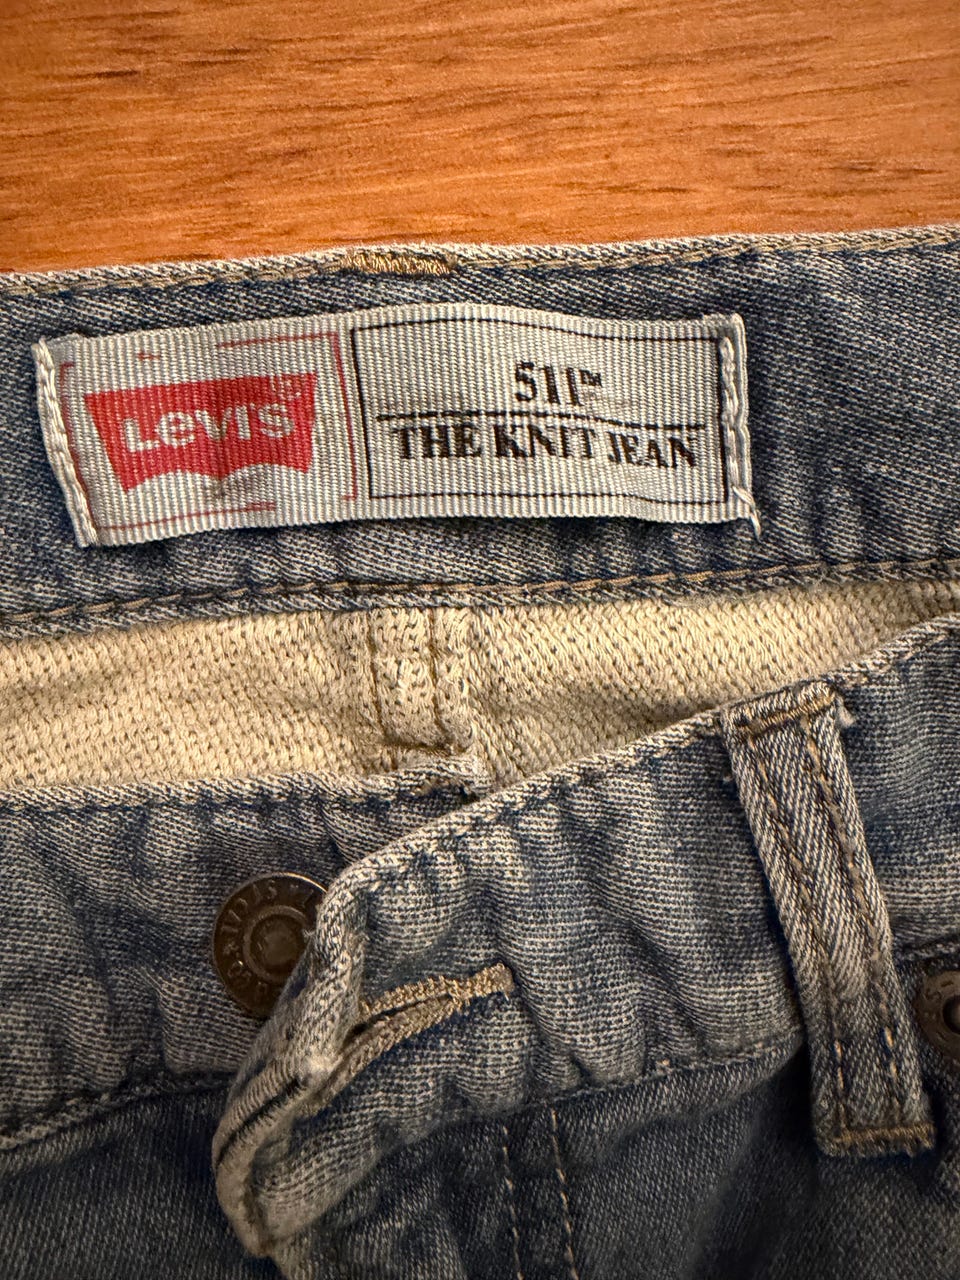 LEVI'S
511™
THE KNIT JEAN